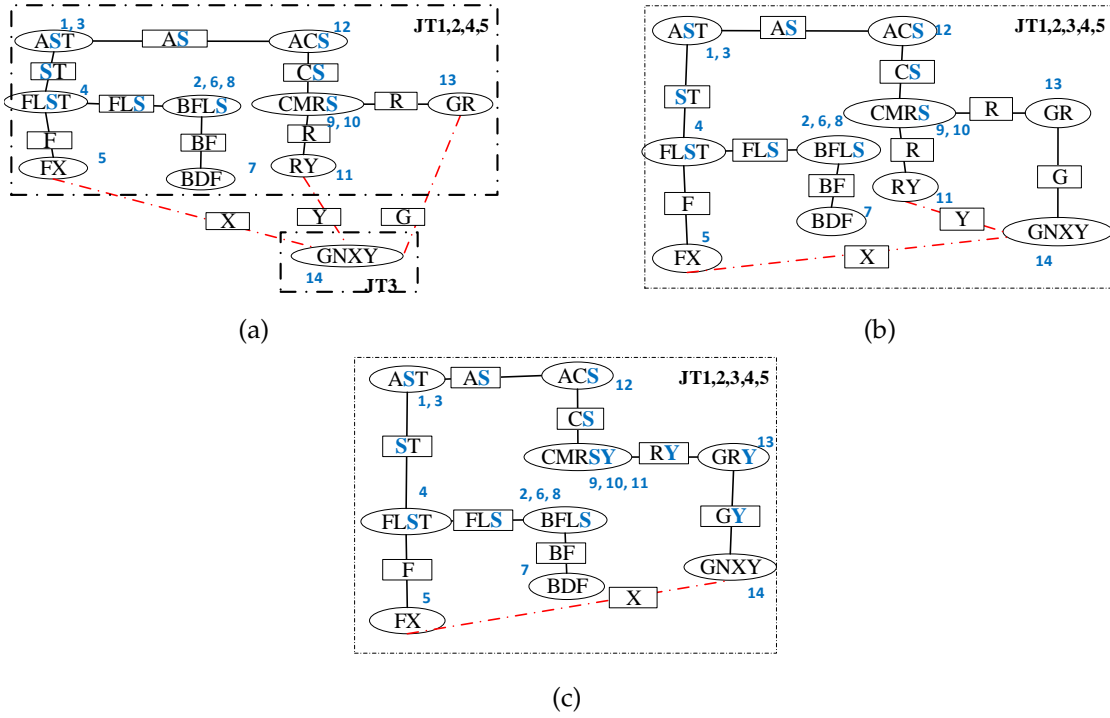 1, 3
12
JT1,2,4,5
AST
AS
ACS
ST
CS
13
4
2, 6, 8
FLST
FLS
BFLS
CMRS
R
GR
9, 10
F
BF
R
FX
5
BDF
7
RY
11
X
Y
G
GNXY
14
JT3
(a)
JT1,2,3,4,5
AST
AS
ACS
12
1, 3
CS
13
ST
CMRS
R
GR
9, 10
4
2, 6, 8
FLST
FLS
BFLS
R
BF
G
F
RY
11
BDF
7
Y
5
GNXY
FX
X
14
(b)
JT1,2,3,4,5
AST
AS
ACS
12
1, 3
CS
ST
CMRSY
RY
GRY
13
9, 10, 11
4
2, 6, 8
FLST
FLS
BFLS
GY
BF
F
7
BDF
GNXY
5
X
14
FX
(c)